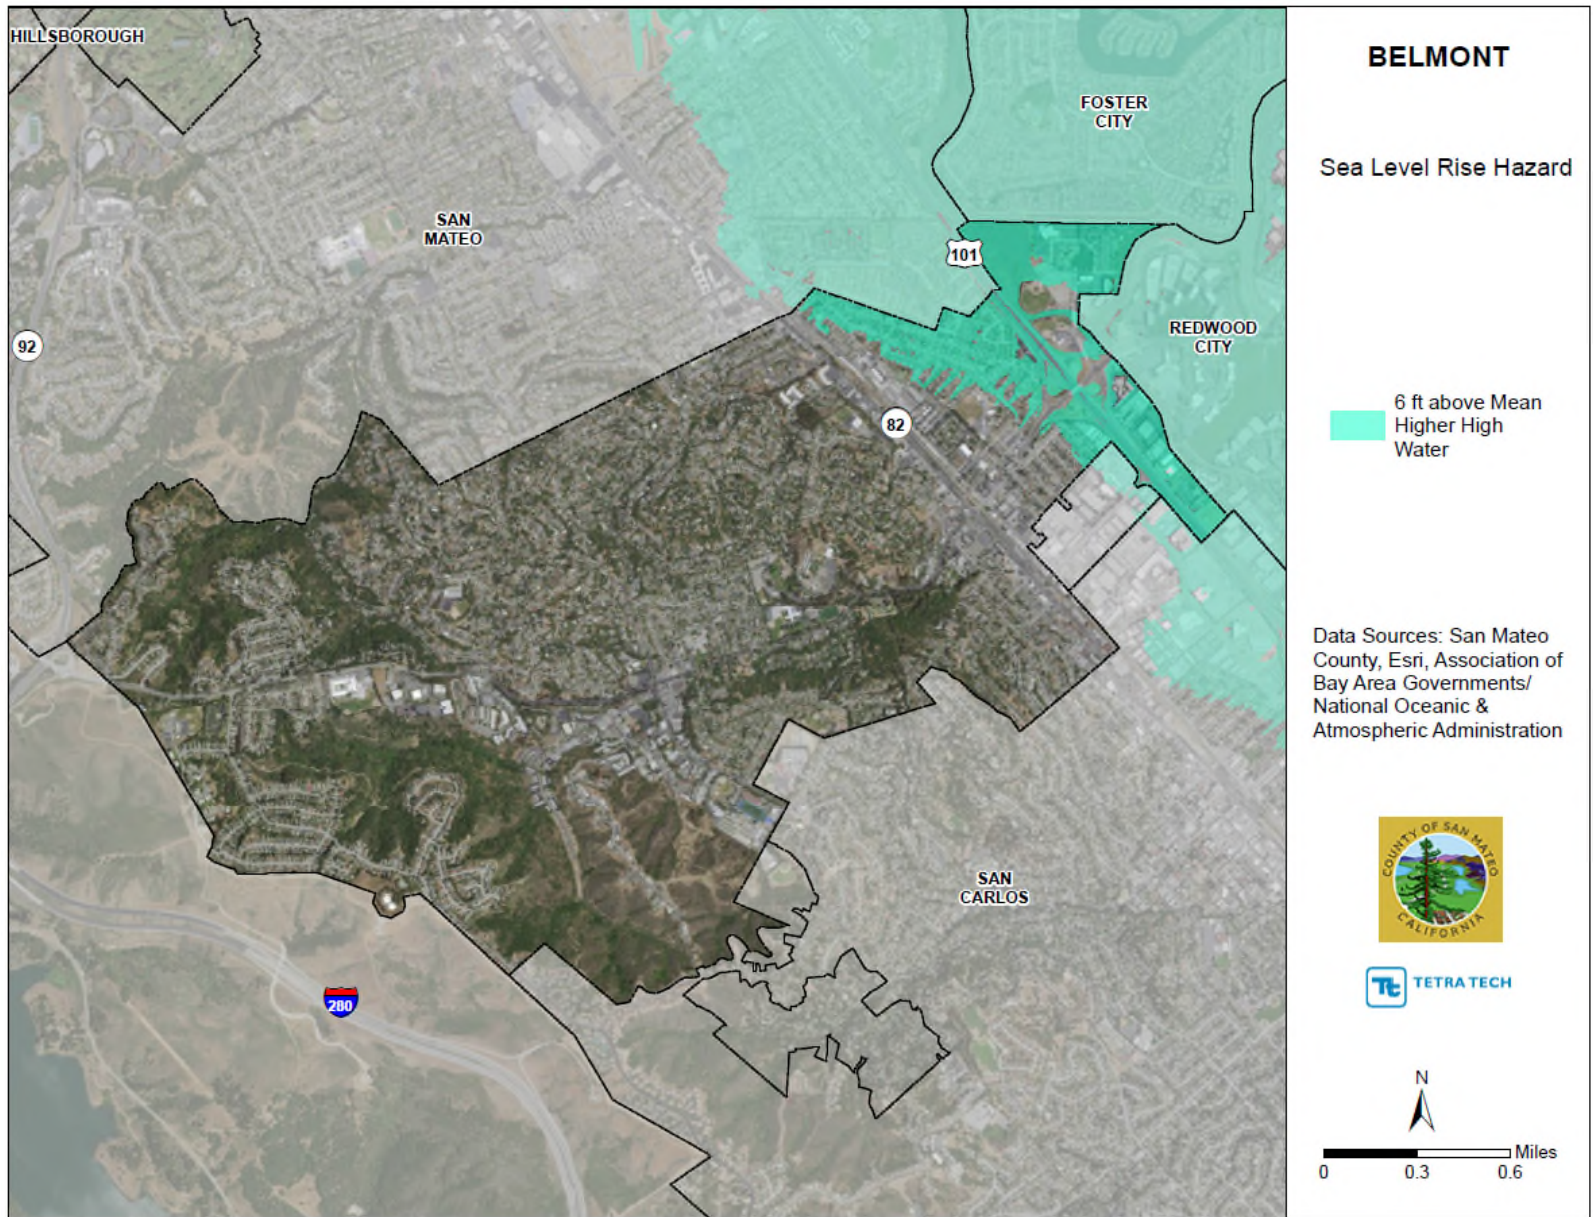 HILLSBOROUGH
FOSTER
CITY
SAN
MATEO
101
REDWOOD
CITY
92
82
SAN
CARLOS
280
BELMONT
Sea Level Rise Hazard
6 ft above Mean
Higher High
Water
Data Sources: San Mateo
County, Esri, Association of
Bay Area Governments/
National Oceanic &
Atmospheric Administration
COUNTY OF SAN MATEO
CALIFORNIA
Tt TETRA TECH
N
Miles
0 0.3 0.6